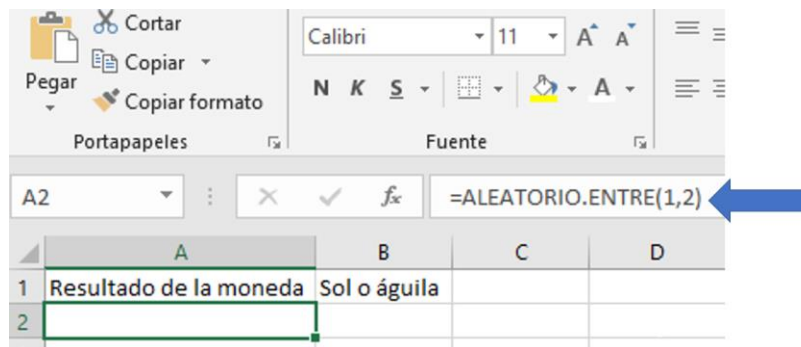 Cortar
Copiar
Copiar formato
Pegar
Portapapeles
Calibri
11
A A
N K S A
Fuente
A2
fx =ALEATORIO.ENTRE(1,2)
A B C D
1 Resultado de la moneda Sol o águila
2